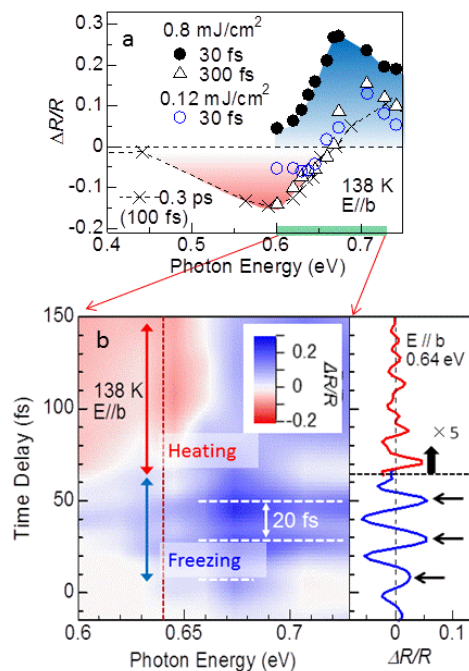 a
0.8 mJ/cm²
● 30 fs
△ 300 fs
0.12 mJ/cm²
○ 30 fs
0.3
0.2
0.1
0
-0.1
-0.2
ΔR/R
--×-- 0.3 ps
(100 fs)
138 K
E//b
0.4 0.5 0.6 0.7
Photon Energy (eV)
b
150
100
50
0
Time Delay (fs)
138 K
E//b
0.2
0
-0.2
ΔR/R
Heating
20 fs
Freezing
0.6 0.65 0.7
Photon Energy (eV)
E // b
0.64 eV
× 5
0 0.1
ΔR/R